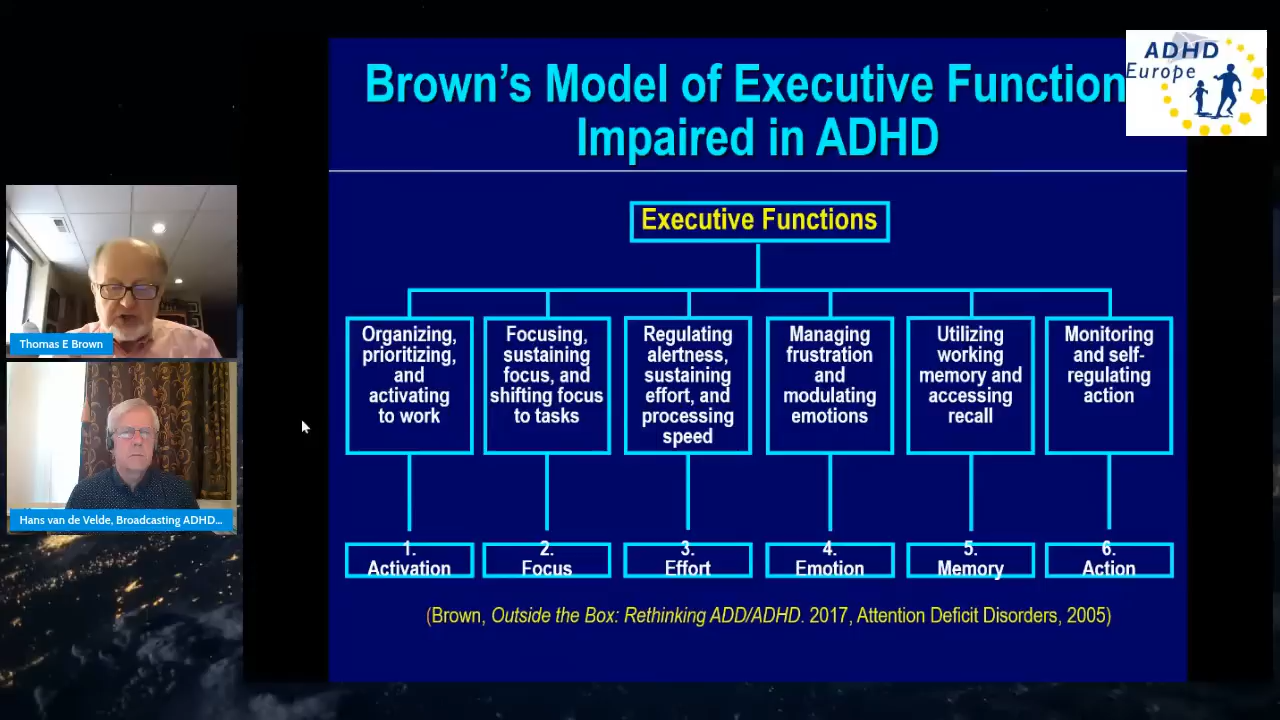 Brown's Model of Executive Function
Impaired in ADHD
ADHD
Europe
Executive Functions
Organizing,
prioritizing,
and
activating
to work
Focusing,
sustaining
focus, and
shifting focus
to tasks
Regulating
alertness,
sustaining
effort, and
processing
speed
Managing
frustration
and
modulating
emotions
Utilizing
working
memory and
accessing
recall
Monitoring
and self-
regulating
action
1.
Activation
2.
Focus
3.
Effort
4.
Emotion
5.
Memory
6.
Action
(Brown, Outside the Box: Rethinking ADD/ADHD. 2017, Attention Deficit Disorders, 2005)
Thomas E Brown
Hans van de Velde, Broadcasting ADHD...